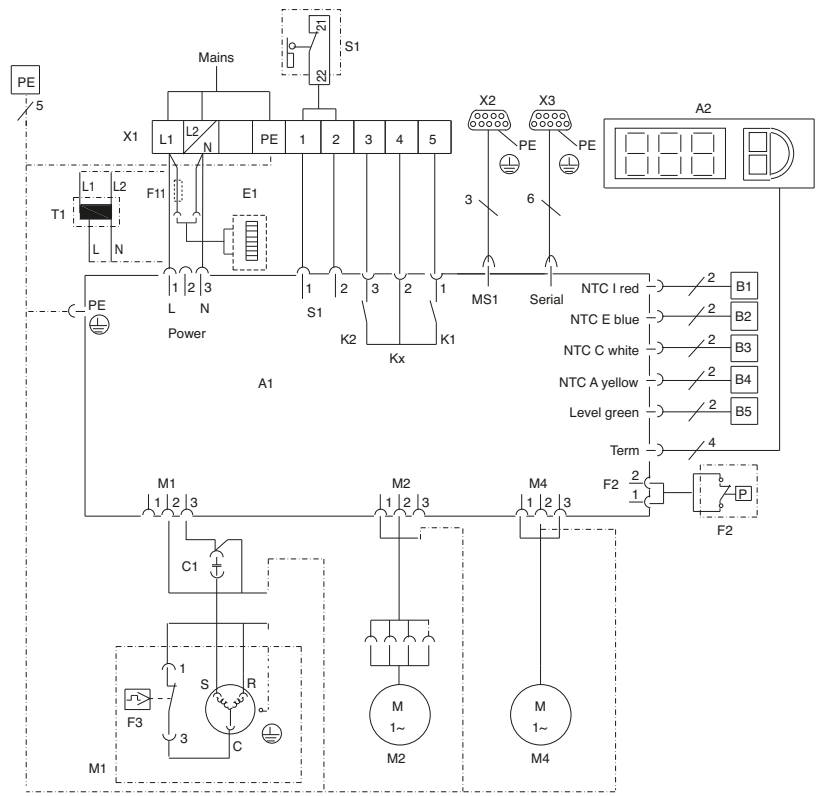 21
S1
22
Mains
PE
5
X2
X3
A2
X1
L1
L2
N
PE
1
2
3
4
5
PE
PE
L1
L2
F11
E1
T1
3
6
L
N
1
2
3
L
N
Power
1
2
S1
3
2
1
K2
K1
Kx
MS1
Serial
PE
NTC I red
2
B1
NTC E blue
2
B2
NTC C white
2
B3
NTC A yellow
2
B4
Level green
2
B5
A1
Term
4
M1
1
2
3
M2
1
2
3
M4
1
2
3
F2
2
1
P
F2
C1
1
S
R
F3
3
C
M1
M
1~
M2
M
1~
M4